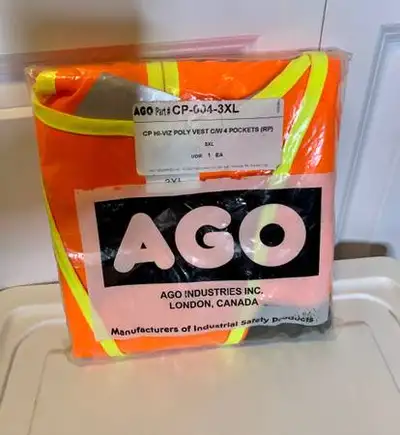 AGO Part# CP-004-3XL
CP HI-VIZ POLY VEST C/W 4 POCKETS (RP)
3XL
UOM 1 EA
3XL
AGO
AGO INDUSTRIES INC.
LONDON, CANADA
Manufacturers of Industrial Safety Products